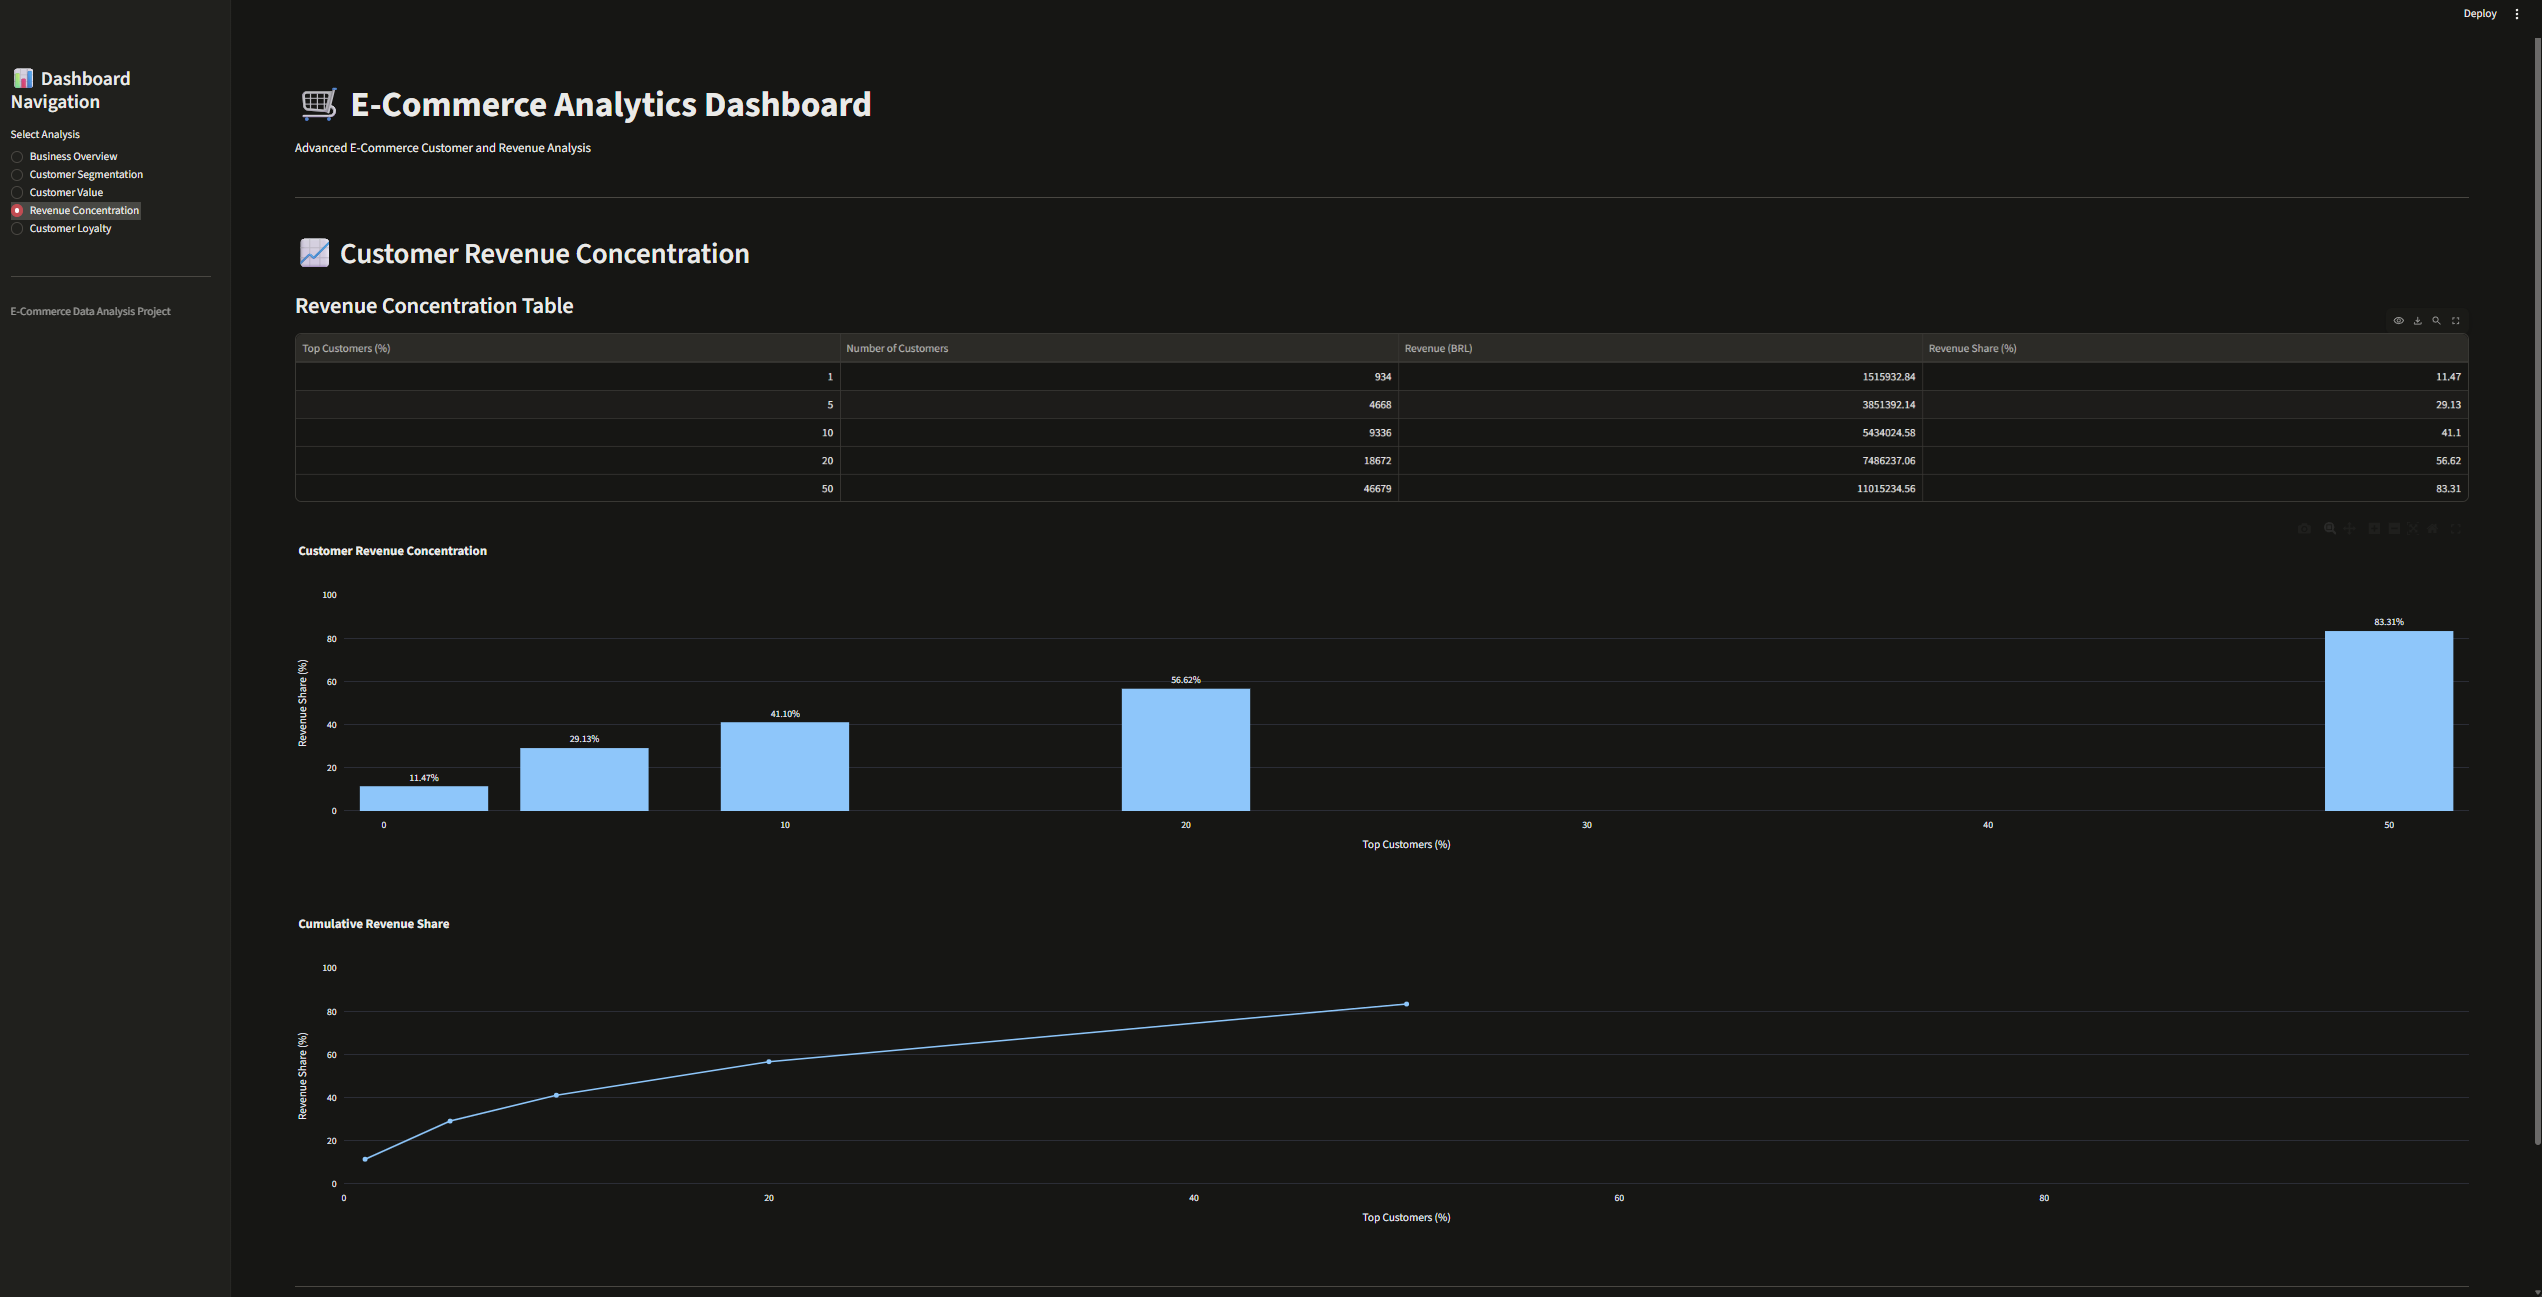 Deploy
Dashboard
Navigation
Select Analysis
Business Overview
Customer Segmentation
Customer Value
Revenue Concentration
Customer Loyalty
E-Commerce Data Analysis Project
E-Commerce Analytics Dashboard
Advanced E-Commerce Customer and Revenue Analysis
Customer Revenue Concentration
Revenue Concentration Table
Top Customers (%) Number of Customers Revenue (BRL) Revenue Share (%)
1 934 1515932.84 11.47
5 4668 3851392.14 29.13
10 9336 5434024.58 41.1
20 18672 7486237.06 56.62
50 46679 11015234.56 83.31
Customer Revenue Concentration
Revenue Share (%)
100
80
60
40
20
0
11.47%
29.13%
41.10%
56.62%
83.31%
0 10 20 30 40 50
Top Customers (%)
Cumulative Revenue Share
Revenue Share (%)
100
80
60
40
20
0
0 20 40 60 80
Top Customers (%)